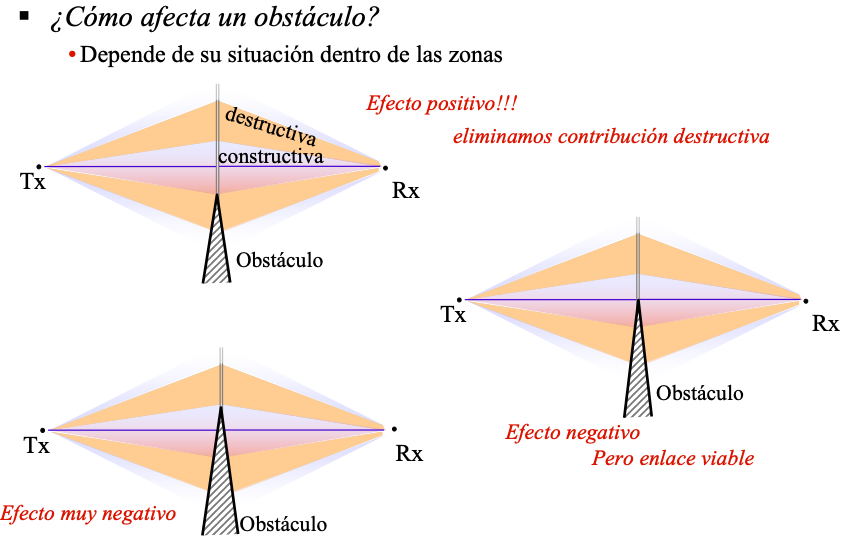 ▪ ¿Cómo afecta un obstáculo?
• Depende de su situación dentro de las zonas
Efecto positivo!!!
eliminamos contribución destructiva
destructiva
constructiva
Tx
Rx
Obstáculo
Tx
Rx
Obstáculo
Efecto negativo
Pero enlace viable
Tx
Rx
Efecto muy negativo
Obstáculo